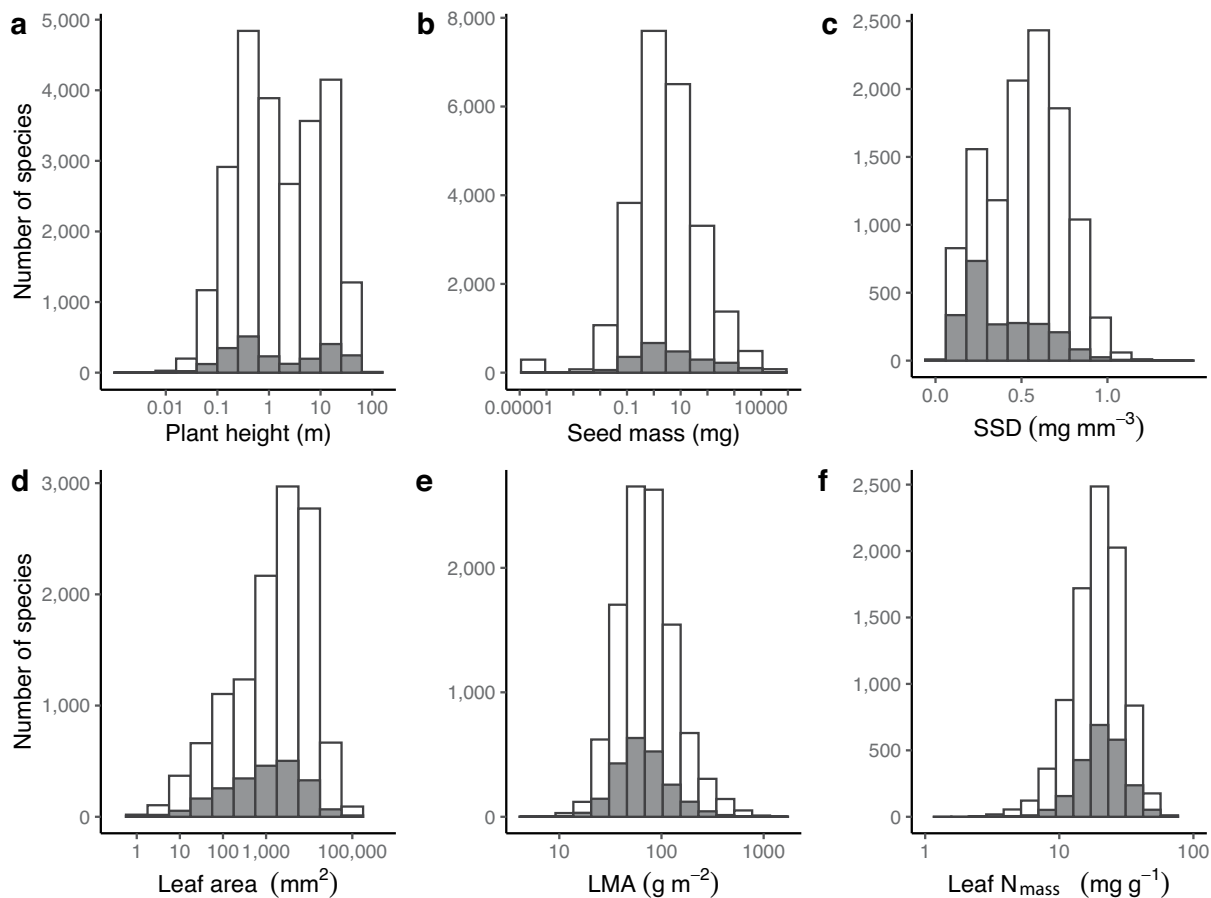 a
5,000
4,000
3,000
2,000
1,000
0
Number of species
0.01 0.1 1 10 100
Plant height (m)
b
8,000
6,000
4,000
2,000
0
0.00001 0.1 10 10000
Seed mass (mg)
c
2,500
2,000
1,500
1,000
500
0
0.0 0.5 1.0
SSD (mg mm⁻³)
d
3,000
2,000
1,000
0
Number of species
1 10 100 1,000 100,000
Leaf area (mm²)
e
2,000
1,000
0
10 100 1000
LMA (g m⁻²)
f
2,500
2,000
1,500
1,000
500
0
1 10 100
Leaf Nmass (mg g⁻¹)